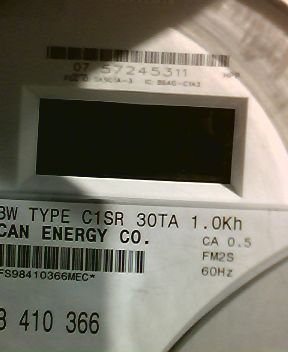 07 57245311
3W TYPE C1SR 30TA 1.0Kh
CAN ENERGY CO.
CA 0.5
FM2S
60Hz
FS98410366MEC*
8 410 366